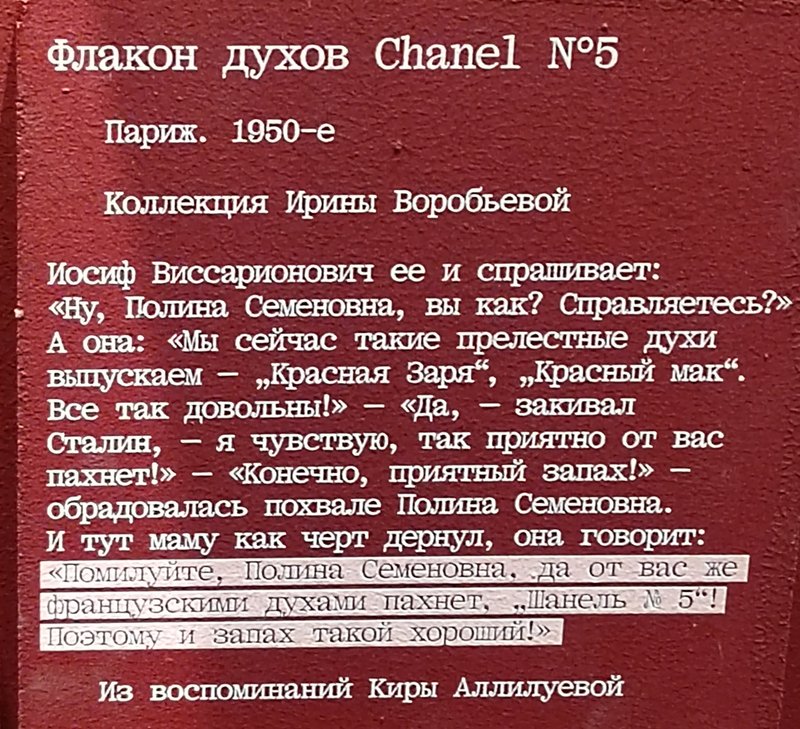 Флакон духов Chanel N°5
Париж. 1950-е
Коллекция Ирины Воробьевой
Иосиф Виссарионович ее и спрашивает:
«Ну, Полина Семеновна, вы как? Справляетесь?»
А она: «Мы сейчас такие прелестные духи
выпускаем — „Красная Заря“, „Красный мак“.
Все так довольны!» — «Да, — закивал
Сталин, — я чувствую, так приятно от вас
пахнет!» — «Конечно, приятный запах!» —
обрадовалась похвале Полина Семеновна.
И тут маму как черт дернул, она говорит:
«Помилуйте, Полина Семеновна, да от вас же
французскими духами пахнет, „Шанель № 5“!
Поэтому и запах такой хороший!»
Из воспоминаний Киры Аллилуевой